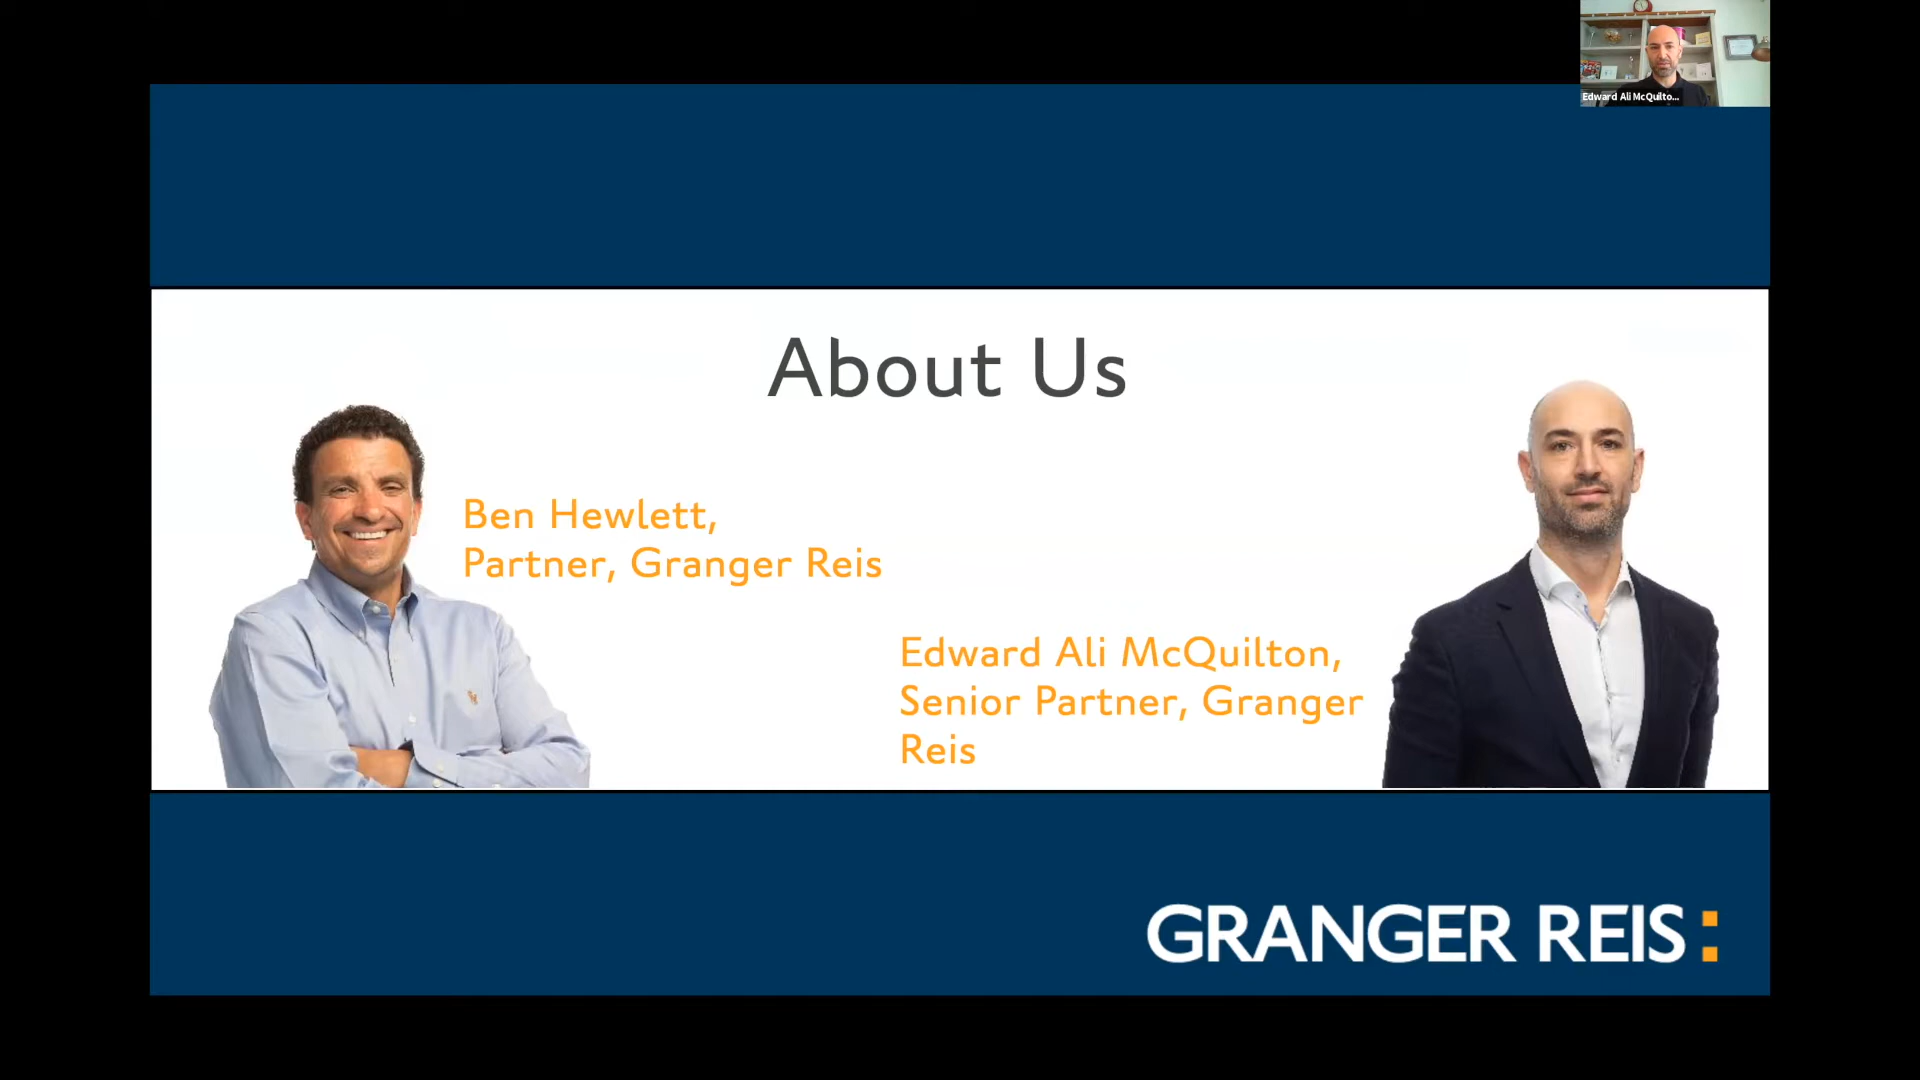 Edward Ali McQuilto...
About Us
Ben Hewlett,
Partner, Granger Reis
Edward Ali McQuilton,
Senior Partner, Granger
Reis
GRANGER REIS: